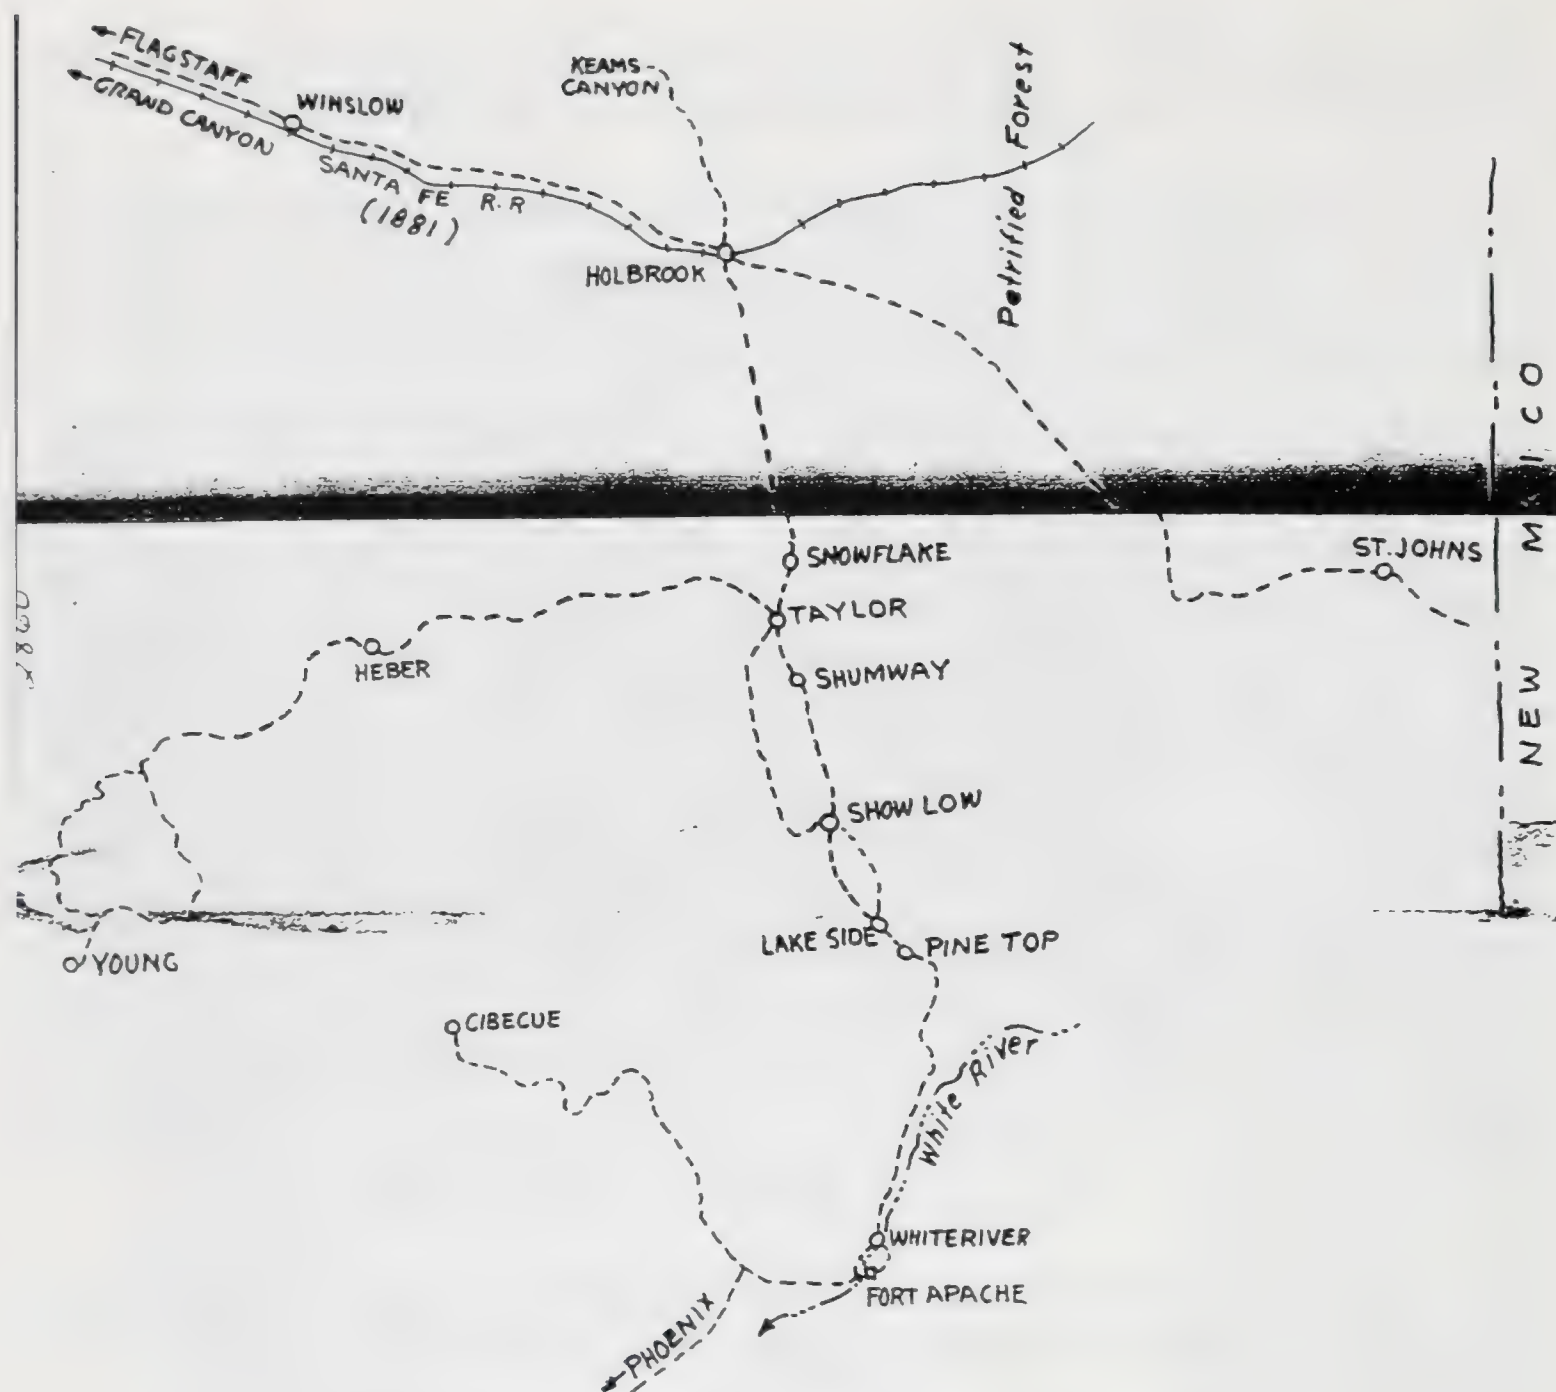 FLAGSTAFF
GRAND CANYON
WINSLOW
SANTA FE R.R
(1881)
KEAMS
CANYON
HOLBROOK
Petrified Forest
NEW M ICO
SNOWFLAKE
ST. JOHNS
TAYLOR
HEBER
SHUMWAY
SHOW LOW
LAKE SIDE
PINE TOP
YOUNG
CIBECUE
White River
WHITERIVER
FORT APACHE
PHOENIX